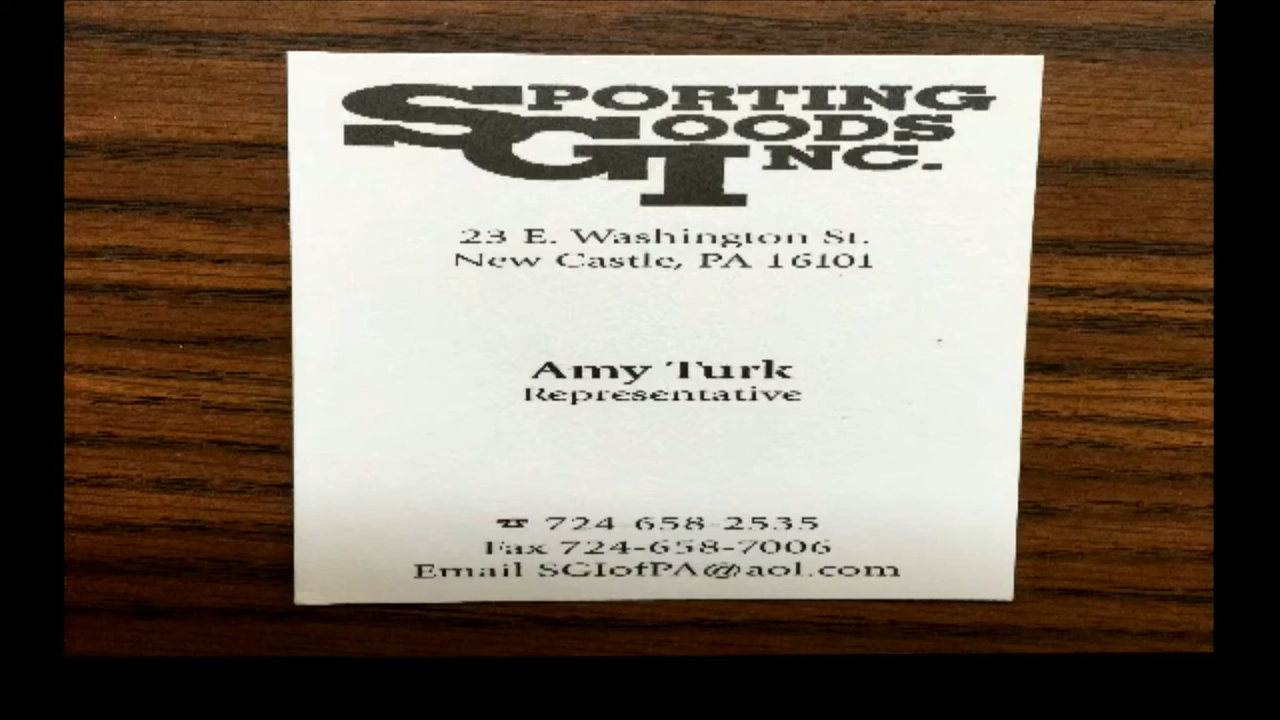 SPORTING
GOODS
INC.
23 E. Washington St.
New Castle, PA 16101
Amy Turk
Representative
☎ 724-658-2535
Fax 724-658-7006
Email SGIofPA@aol.com